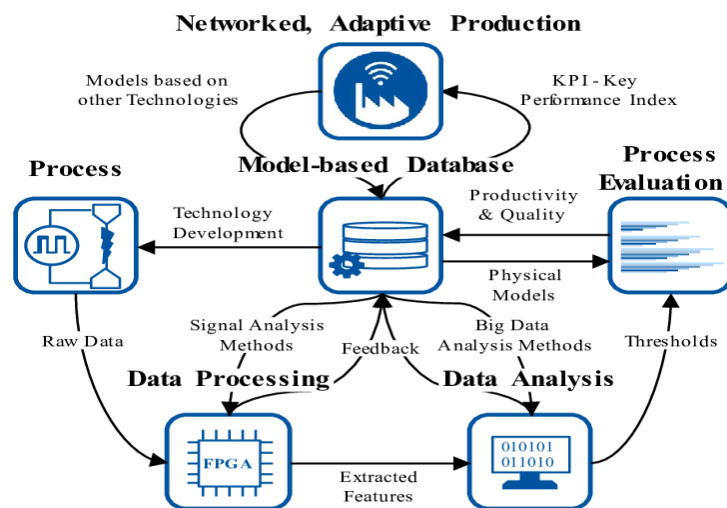 Networked, Adaptive Production
Models based on
other Technologies
KPI - Key
Performance Index
Process
Model-based Database
Process
Evaluation
Technology
Development
Productivity
& Quality
Physical
Models
Raw Data
Signal Analysis
Methods
Feedback
Big Data
Analysis Methods
Thresholds
Data Processing
Data Analysis
FPGA
010101
011010
Extracted
Features